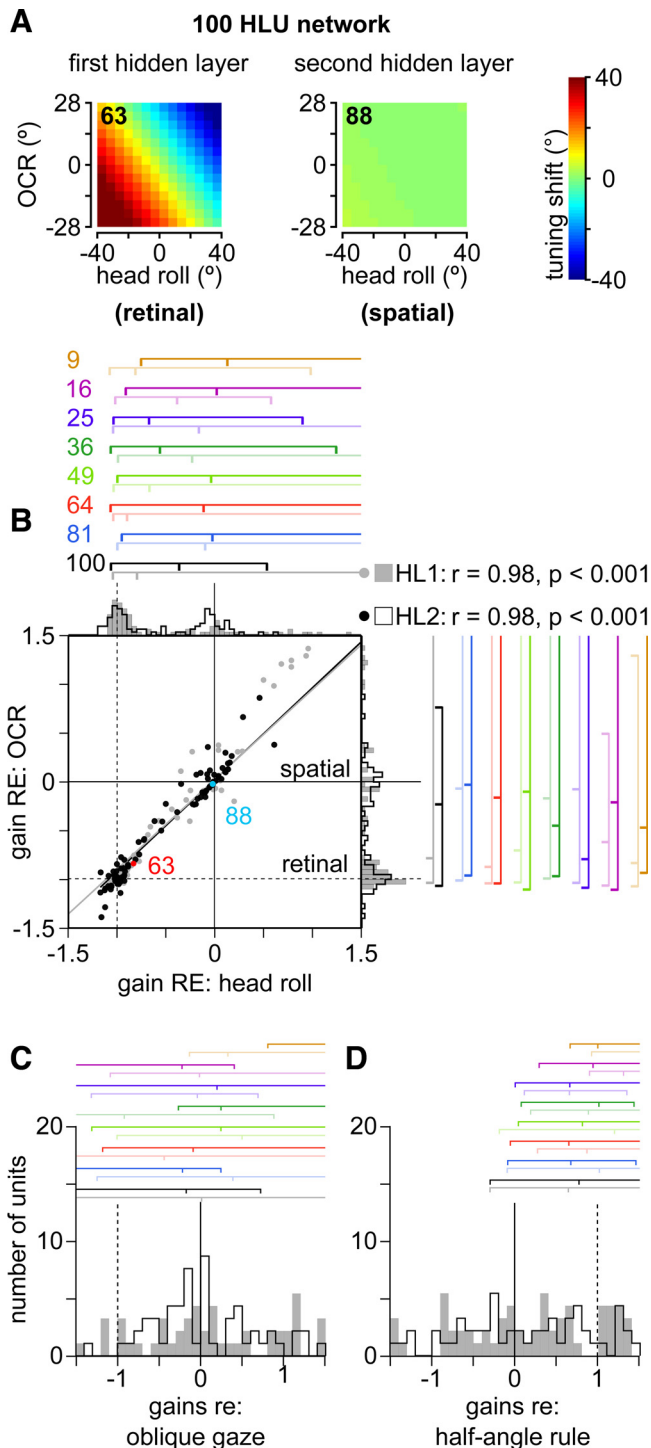 A
100 HLU network
first hidden layer second hidden layer
63
88
28
0
-28
OCR (º)
28
0
-28
-40 0 40
head roll (º)
-40 0 40
head roll (º)
(retinal)
(spatial)
tuning shift (°)
40
0
-40
9
16
25
36
49
64
81
B
100
HL1: r = 0.98, p < 0.001
HL2: r = 0.98, p < 0.001
1.5
0
-1.5
gain RE: OCR
spatial
88
63
retinal
-1.5 0 1.5
gain RE: head roll
C
D
20
10
5
0
number of units
-1 0 1
gains re:
oblique gaze
20
10
5
0
-1 0 1
gains re:
half-angle rule